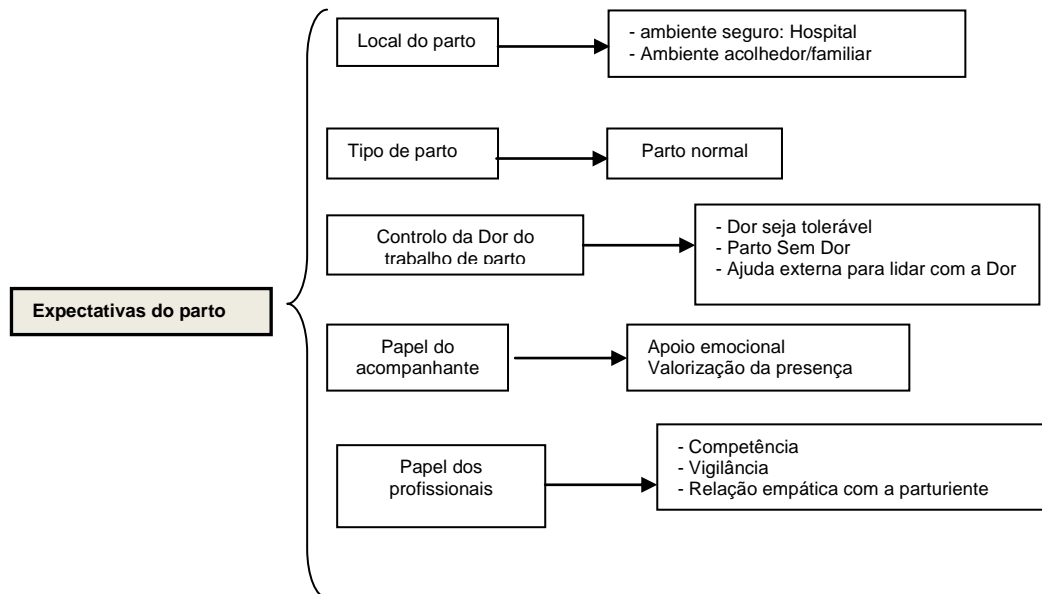 Local do parto
- ambiente seguro: Hospital
- Ambiente acolhedor/familiar
Tipo de parto
Parto normal
Controlo da Dor do
trabalho de parto
- Dor seja tolerável
- Parto Sem Dor
- Ajuda externa para lidar com a Dor
Expectativas do parto
Papel do
acompanhante
Apoio emocional
Valorização da presença
Papel dos
profissionais
- Competência
- Vigilância
- Relação empática com a parturiente